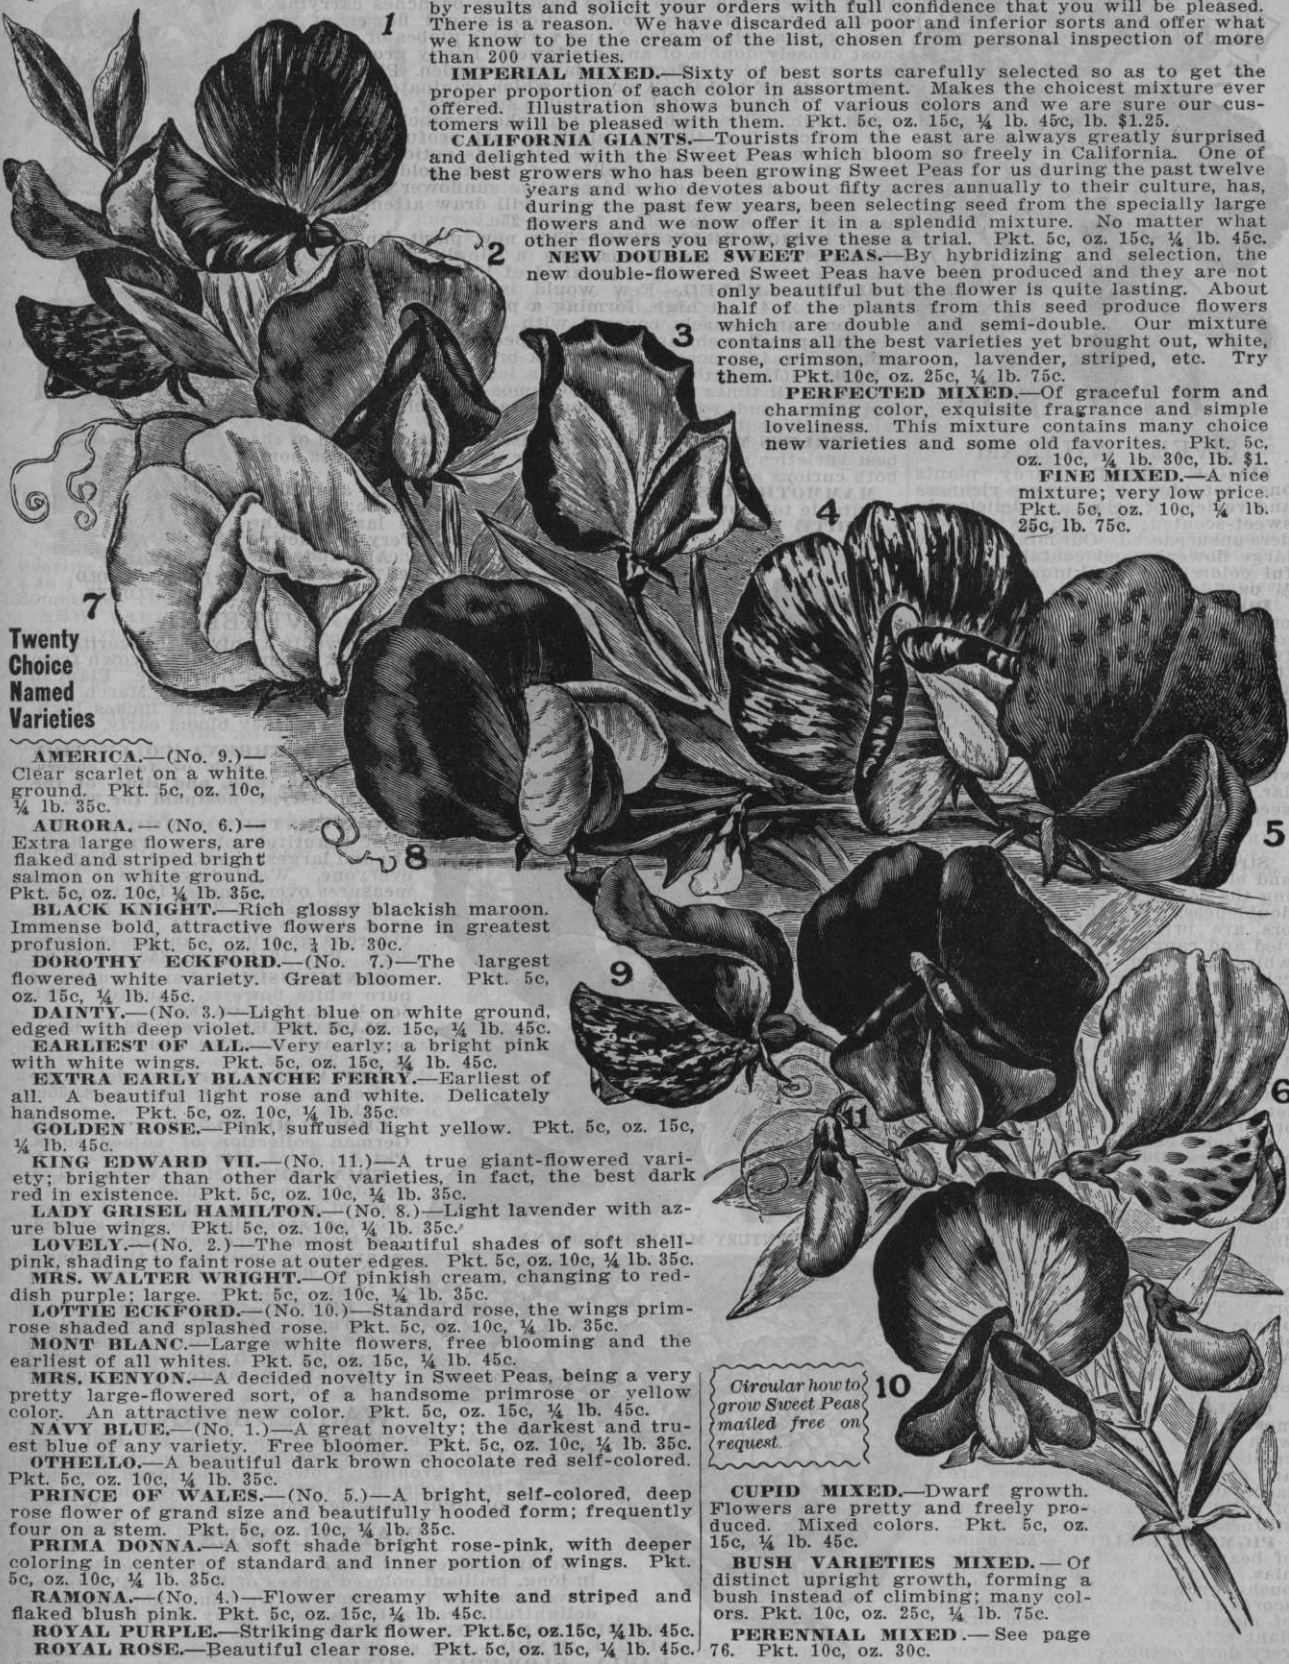 by results and solicit your orders with full confidence that you will be pleased.
There is a reason. We have discarded all poor and inferior sorts and offer what
we know to be the cream of the list, chosen from personal inspection of more
than 200 varieties.
IMPERIAL MIXED.—Sixty of best sorts carefully selected so as to get the
proper proportion of each color in assortment. Makes the choicest mixture ever
offered. Illustration shows bunch of various colors and we are sure our cus-
tomers will be pleased with them. Pkt. 5c, oz. 15c, ¼ lb. 45c, lb. $1.25.
CALIFORNIA GIANTS.—Tourists from the east are always greatly surprised
and delighted with the Sweet Peas which bloom so freely in California. One of
the best growers who has been growing Sweet Peas for us during the past twelve
years and who devotes about fifty acres annually to their culture, has,
during the past few years, been selecting seed from the specially large
flowers and we now offer it in a splendid mixture. No matter what
other flowers you grow, give these a trial. Pkt. 5c, oz. 15c, ¼ lb. 45c.
NEW DOUBLE SWEET PEAS.—By hybridizing and selection, the
new double-flowered Sweet Peas have been produced and they are not
only beautiful but the flower is quite lasting. About
half of the plants from this seed produce flowers
which are double and semi-double. Our mixture
contains all the best varieties yet brought out, white,
rose, crimson, maroon, lavender, striped, etc. Try
them. Pkt. 10c, oz. 25c, ¼ lb. 75c.
PERFECTED MIXED.—Of graceful form and
charming color, exquisite fragrance and simple
loveliness. This mixture contains many choice
new varieties and some old favorites. Pkt. 5c,
oz. 10c, ¼ lb. 30c, lb. $1.
FINE MIXED.—A nice
mixture; very low price.
Pkt. 5c, oz. 10c, ¼ lb.
25c, lb. 75c.
1
2
3
4
5
6
7
8
9
10
11
Twenty
Choice
Named
Varieties
AMERICA.—(No. 9.)—
Clear scarlet on a white
ground. Pkt. 5c, oz. 10c,
¼ lb. 35c.
AURORA.—(No. 6.)—
Extra large flowers, are
flaked and striped bright
salmon on white ground.
Pkt. 5c, oz. 10c, ¼ lb. 35c.
BLACK KNIGHT.—Rich glossy blackish maroon.
Immense bold, attractive flowers borne in greatest
profusion. Pkt. 5c, oz. 10c, ¼ lb. 30c.
DOROTHY ECKFORD.—(No. 7.)—The largest
flowered white variety. Great bloomer. Pkt. 5c,
oz. 15c, ¼ lb. 45c.
DAINTY.—(No. 3.)—Light blue on white ground,
edged with deep violet. Pkt. 5c, oz. 15c, ¼ lb. 45c.
EARLIEST OF ALL.—Very early; a bright pink
with white wings. Pkt. 5c, oz. 15c, ¼ lb. 45c.
EXTRA EARLY BLANCHE FERRY.—Earliest of
all. A beautiful light rose and white. Delicately
handsome. Pkt. 5c, oz. 10c, ¼ lb. 35c.
GOLDEN ROSE.—Pink, suffused light yellow. Pkt. 5c, oz. 15c,
¼ lb. 45c.
KING EDWARD VII.—(No. 11.)—A true giant-flowered vari-
ety; brighter than other dark varieties, in fact, the best dark
red in existence. Pkt. 5c, oz. 10c, ¼ lb. 35c.
LADY GRISEL HAMILTON.—(No. 8.)—Light lavender with az-
ure blue wings. Pkt. 5c, oz. 10c, ¼ lb. 35c.
LOVELY.—(No. 2.)—The most beautiful shades of soft shell-
pink, shading to faint rose at outer edges. Pkt. 5c, oz. 10c, ¼ lb. 35c.
MRS. WALTER WRIGHT.—Of pinkish cream, changing to red-
dish purple; large. Pkt. 5c, oz. 10c, ¼ lb. 35c.
LOTTIE ECKFORD.—(No. 10.)—Standard rose, the wings prim-
rose shaded and splashed rose. Pkt. 5c, oz. 10c, ¼ lb. 35c.
MONT BLANC.—Large white flowers, free blooming and the
earliest of all whites. Pkt. 5c, oz. 15c, ¼ lb. 45c.
MRS. KENYON.—A decided novelty in Sweet Peas, being a very
pretty large-flowered sort, of a handsome primrose or yellow
color. An attractive new color. Pkt. 5c, oz. 15c, ¼ lb. 45c.
NAVY BLUE.—(No. 1.)—A great novelty; the darkest and tru-
est blue of any variety. Free bloomer. Pkt. 5c, oz. 10c, ¼ lb. 35c.
OTHELLO.—A beautiful dark brown chocolate red self-colored.
Pkt. 5c, oz. 10c, ¼ lb. 35c.
PRINCE OF WALES.—(No. 5.)—A bright, self-colored, deep
rose flower of grand size and beautifully hooded form; frequently
four on a stem. Pkt. 5c, oz. 10c, ¼ lb. 35c.
PRIMA DONNA.—A soft shade bright rose-pink, with deeper
coloring in center of standard and inner portion of wings. Pkt.
5c, oz. 10c, ¼ lb. 35c.
RAMONA.—(No. 4.)—Flower creamy white and striped and
flaked blush pink. Pkt. 5c, oz. 15c, ¼ lb. 45c.
ROYAL PURPLE.—Striking dark flower. Pkt. 5c, oz. 15c, ¼ lb. 45c.
ROYAL ROSE.—Beautiful clear rose. Pkt. 5c, oz. 15c, ¼ lb. 45c.
Circular how to
grow Sweet Peas
mailed free on
request.
CUPID MIXED.—Dwarf growth.
Flowers are pretty and freely pro-
duced. Mixed colors. Pkt. 5c, oz.
15c, ¼ lb. 45c.
BUSH VARIETIES MIXED.—Of
distinct upright growth, forming a
bush instead of climbing; many col-
ors. Pkt. 10c, oz. 25c, ¼ lb. 75c.
PERENNIAL MIXED.—See page
76. Pkt. 10c, oz. 30c.